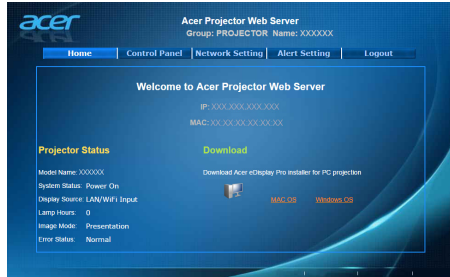 acer
Acer Projector Web Server
Group: PROJECTOR Name: XXXXXX
Home Control Panel Network Setting Alert Setting Logout
Welcome to Acer Projector Web Server
IP: XXX.XXX.XXX.XXX
MAC: XX:XX:XX:XX:XX:XX
Projector Status
Model Name: XXXXXX
System Status: Power On
Display Source LAN/WiFi Input
Lamp Hours: 0
Image Mode: Presentation
Error Status: Normal
Download
Download Acer eDisplay Pro installer for PC projection
MAC OS Windows OS